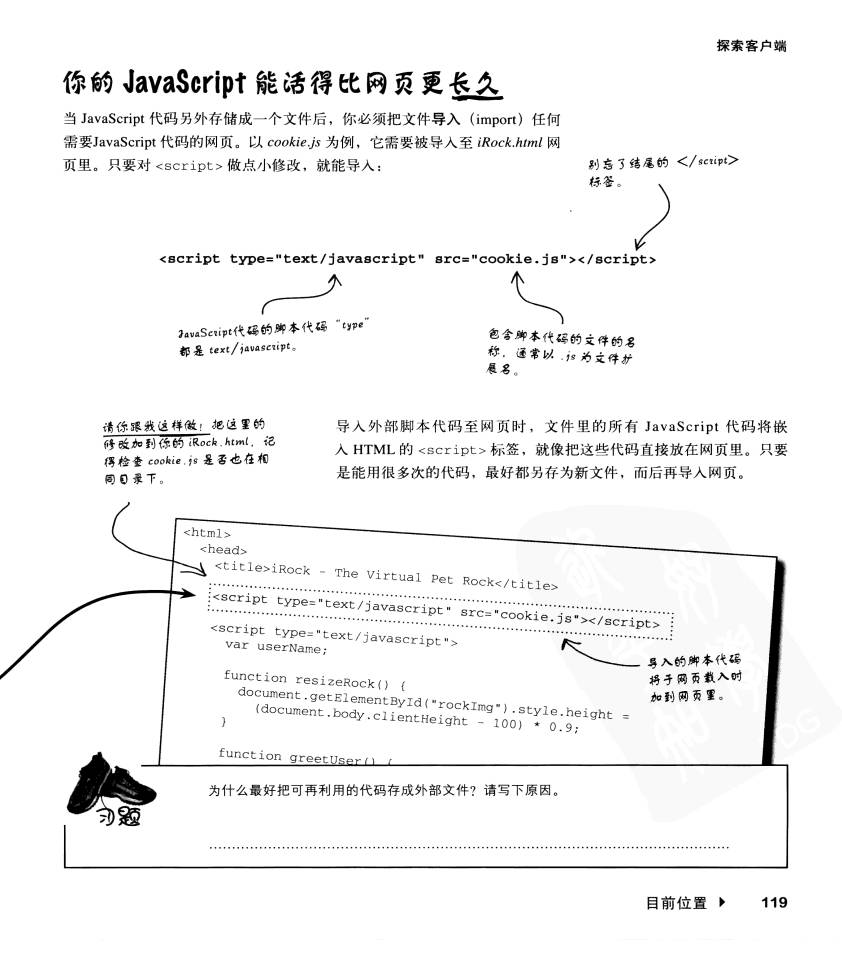 探索客户端
你的 JavaScript 能活得比网页更长久
当 JavaScript 代码另外存储成一个文件后，你必须把文件导入（import）任何
需要JavaScript 代码的网页。以 cookie.js 为例，它需要被导入至 iRock.html 网
页里。只要对 <script> 做点小修改，就能导入：
别忘了结尾的 </script>
标签。
<script type="text/javascript" src="cookie.js"></script>
JavaScript代码的脚本代码 “type”
都是 text/javascript。
包含脚本代码的文件的名
称，通常以 .js 为文件扩
展名。
请你跟我这样做！把这里的
修改加到你的 iRock.html，记
得检查 cookie.js 是否也在相
同目录下。
导入外部脚本代码至网页时，文件里的所有 JavaScript 代码将嵌
入 HTML 的 <script> 标签，就像把这些代码直接放在网页里。只要
是能用很多次的代码，最好都另存为新文件，而后再导入网页。
<html>
<head>
<title>iRock - The Virtual Pet Rock</title>
<script type="text/javascript" src="cookie.js"></script>
<script type="text/javascript">
var userName;
function resizeRock() {
document.getElementById("rockImg").style.height =
(document.body.clientHeight - 100) * 0.9;
}
function greetUser() {
导入的脚本代码
将于网页载入时
加到网页里。
习题
为什么最好把可再利用的代码存成外部文件？请写下原因。
目前位置 119